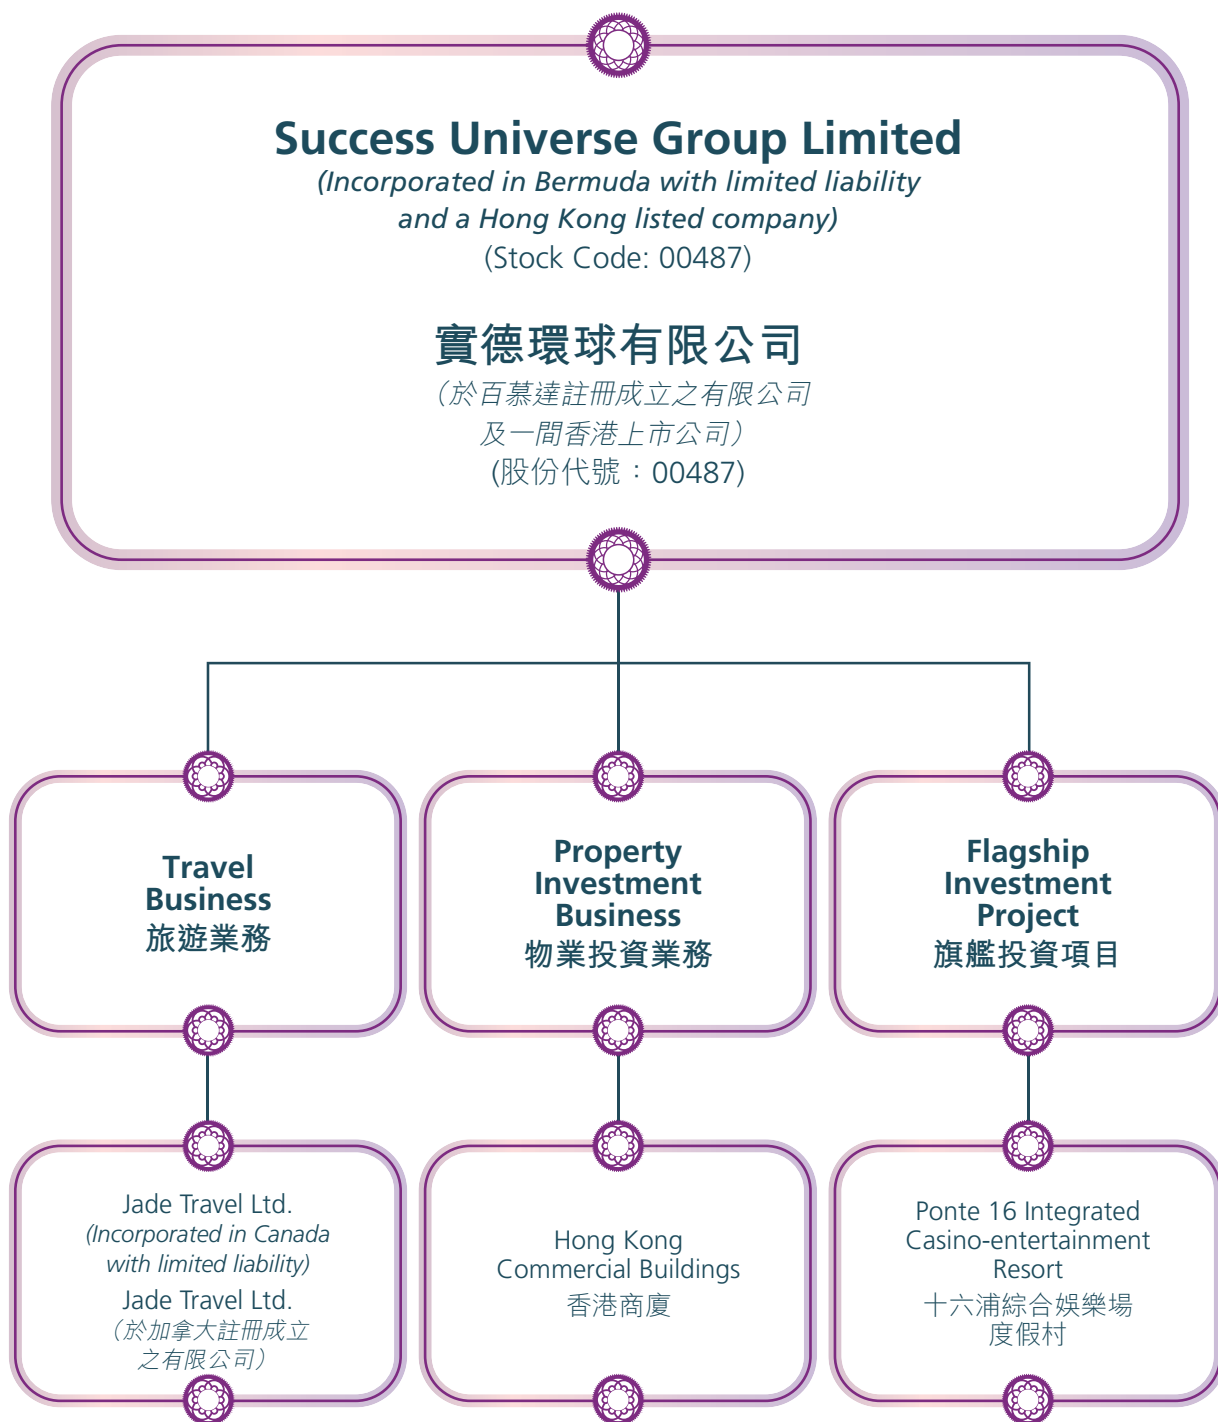 Success Universe Group Limited
(Incorporated in Bermuda with limited liability
and a Hong Kong listed company)
(Stock Code: 00487)
實德環球有限公司
（於百慕達註冊成立之有限公司
及一間香港上市公司）
(股份代號：00487)
Travel
Business
旅遊業務
Property
Investment
Business
物業投資業務
Flagship
Investment
Project
旗艦投資項目
Jade Travel Ltd.
(Incorporated in Canada
with limited liability)
Jade Travel Ltd.
（於加拿大註冊成立
之有限公司）
Hong Kong
Commercial Buildings
香港商廈
Ponte 16 Integrated
Casino-entertainment
Resort
十六浦綜合娛樂場
度假村